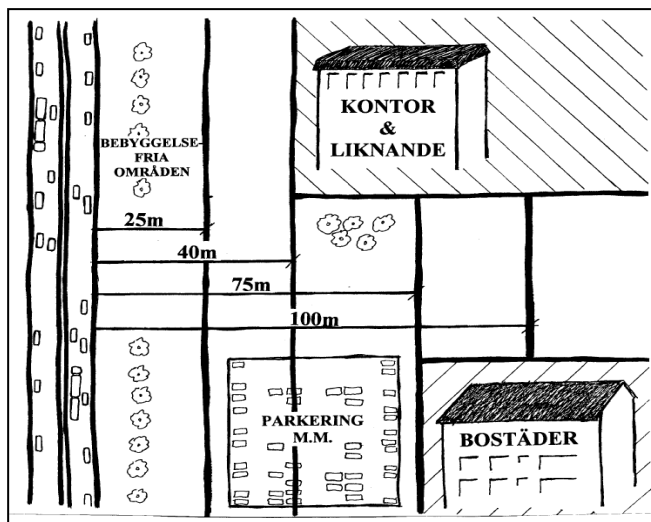 KONTOR
&
LIKNANDE
BEBYGGELSE-
FRIA
OMRÅDEN
25m
40m
75m
100m
PARKERING
M.M.
BOSTÄDER